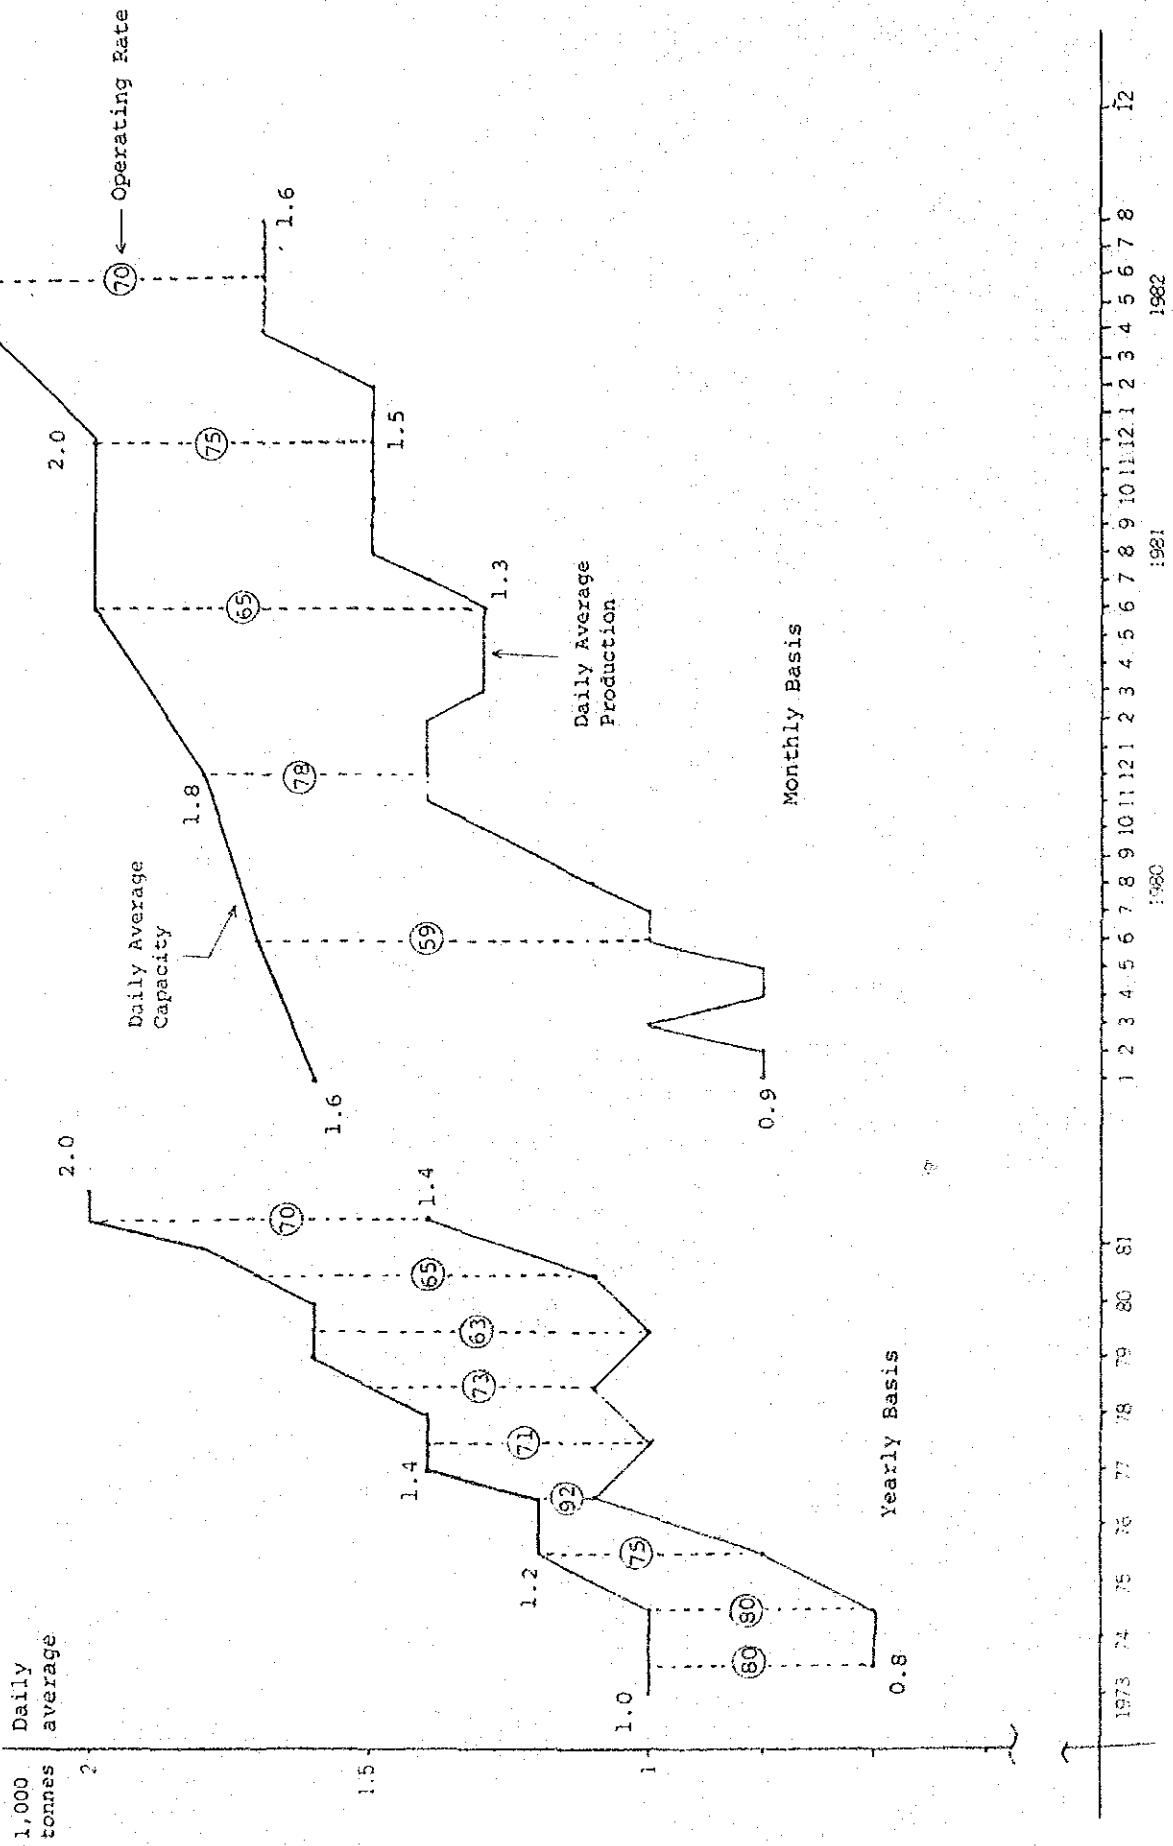 1,000 Daily
tonnes average
2
1.5
1
2.0
2.0
70 ← Operating Rate
1.6
75
1.5
65
1.3
Daily Average
Production
1.8
78
Daily Average
Capacity
59
1.6
0.9
Monthly Basis
70
1.4
65
63
73
71
1.4
92
75
1.2
80
80
1.0
0.8
Yearly Basis
1973 74 75 76 77 78 79 80 81
1 2 3 4 5 6 7 8 9 10 11 12 1 2 3 4 5 6 7 8 9 10 11 12 1 2 3 4 5 6 7 8 12
1980 1981 1982